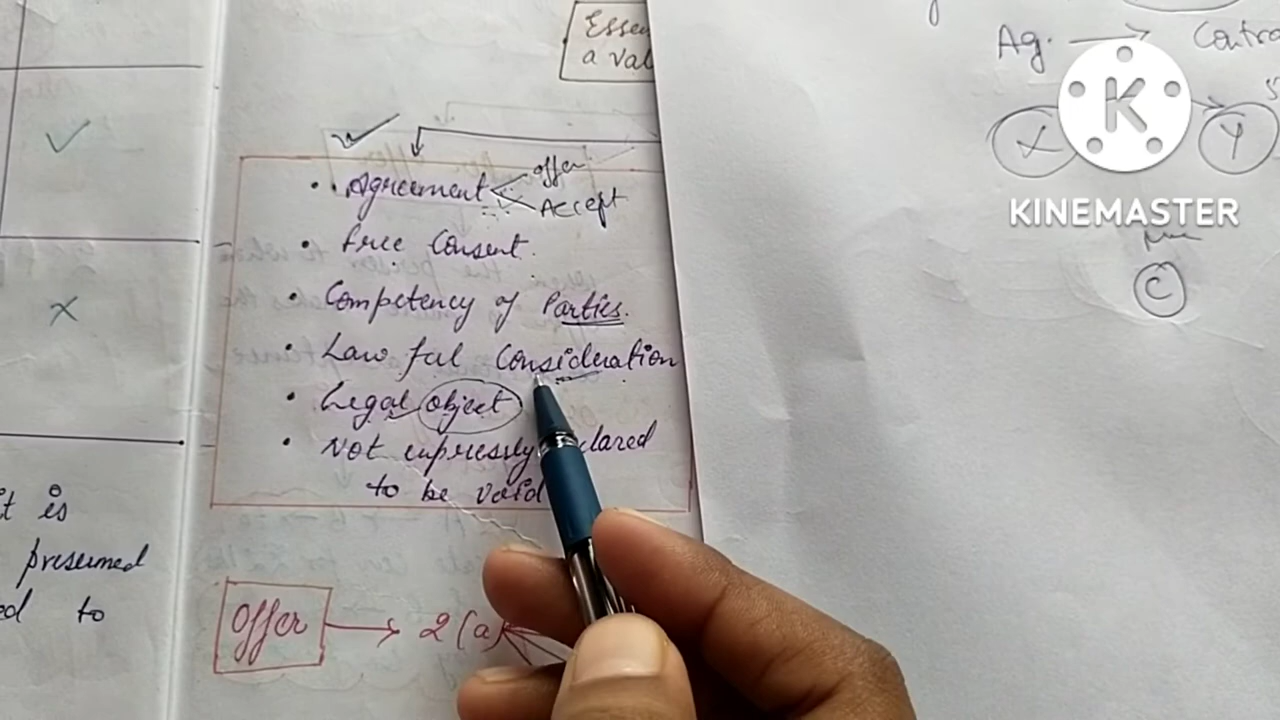 Essen
a val
Ag. → Contra
X
Y
KINEMASTER
C
✓
Agreement
offer
Accept
Free Consent.
Competency of Parties.
Lawful Consideration
Legal object
Not expressly clared
to be void
x
t is
presumed
ed to
Offer → 2(a)